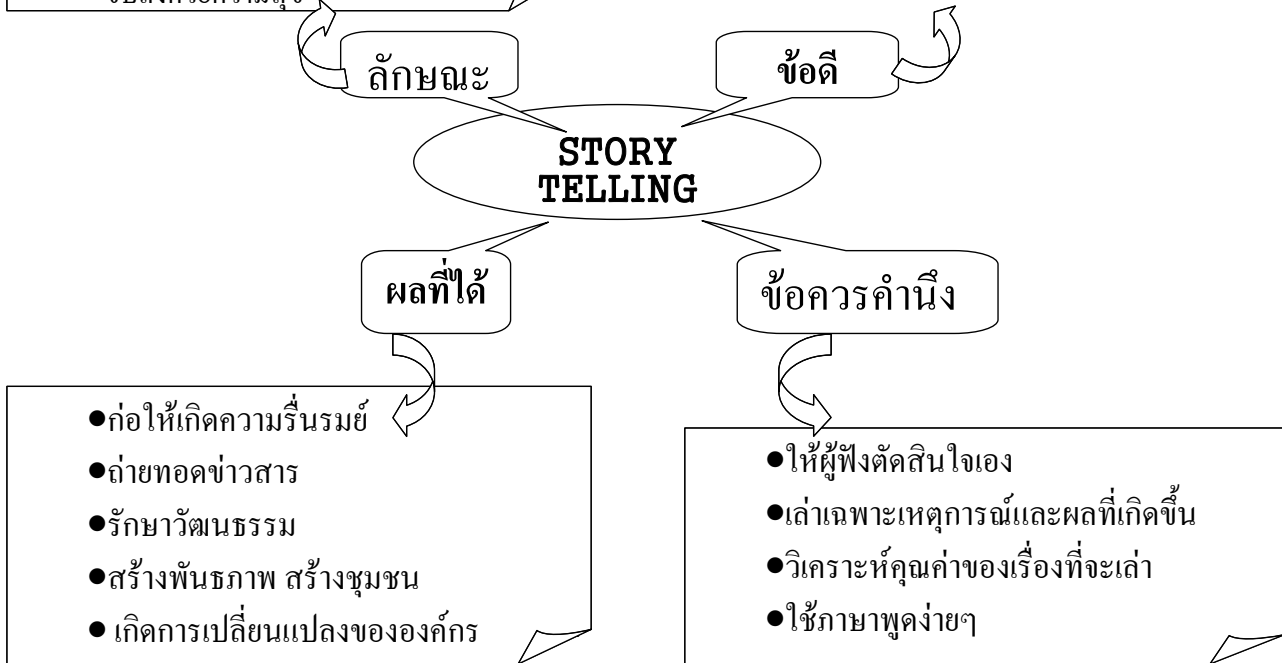 ลักษณะ
ข้อดี
STORY
TELLING
ผลที่ได้
ข้อควรคำนึง
●ก่อให้เกิดความรื่นรมย์
●ถ่ายทอดข่าวสาร
●รักษาวัฒนธรรม
●สร้างพันธภาพ สร้างชุมชน
● เกิดการเปลี่ยนแปลงขององค์กร
●ให้ผู้ฟังตัดสินใจเอง
●เล่าเฉพาะเหตุการณ์และผลที่เกิดขึ้น
●วิเคราะห์คุณค่าของเรื่องที่จะเล่า
●ใช้ภาษาพูดง่ายๆ